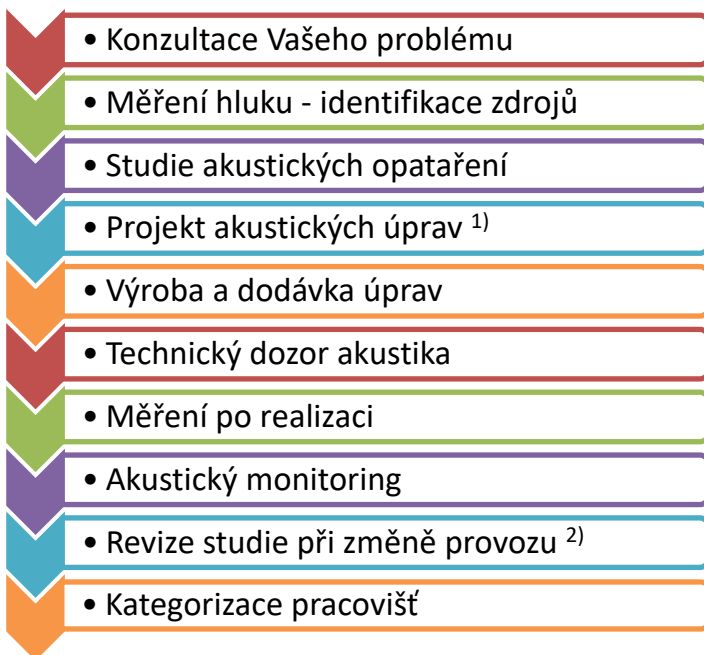 • Konzultace Vašeho problému
• Měření hluku - identifikace zdrojů
• Studie akustických opataření
• Projekt akustických úprav 1)
• Výroba a dodávka úprav
• Technický dozor akustika
• Měření po realizaci
• Akustický monitoring
• Revize studie při změně provozu 2)
• Kategorizace pracovišť